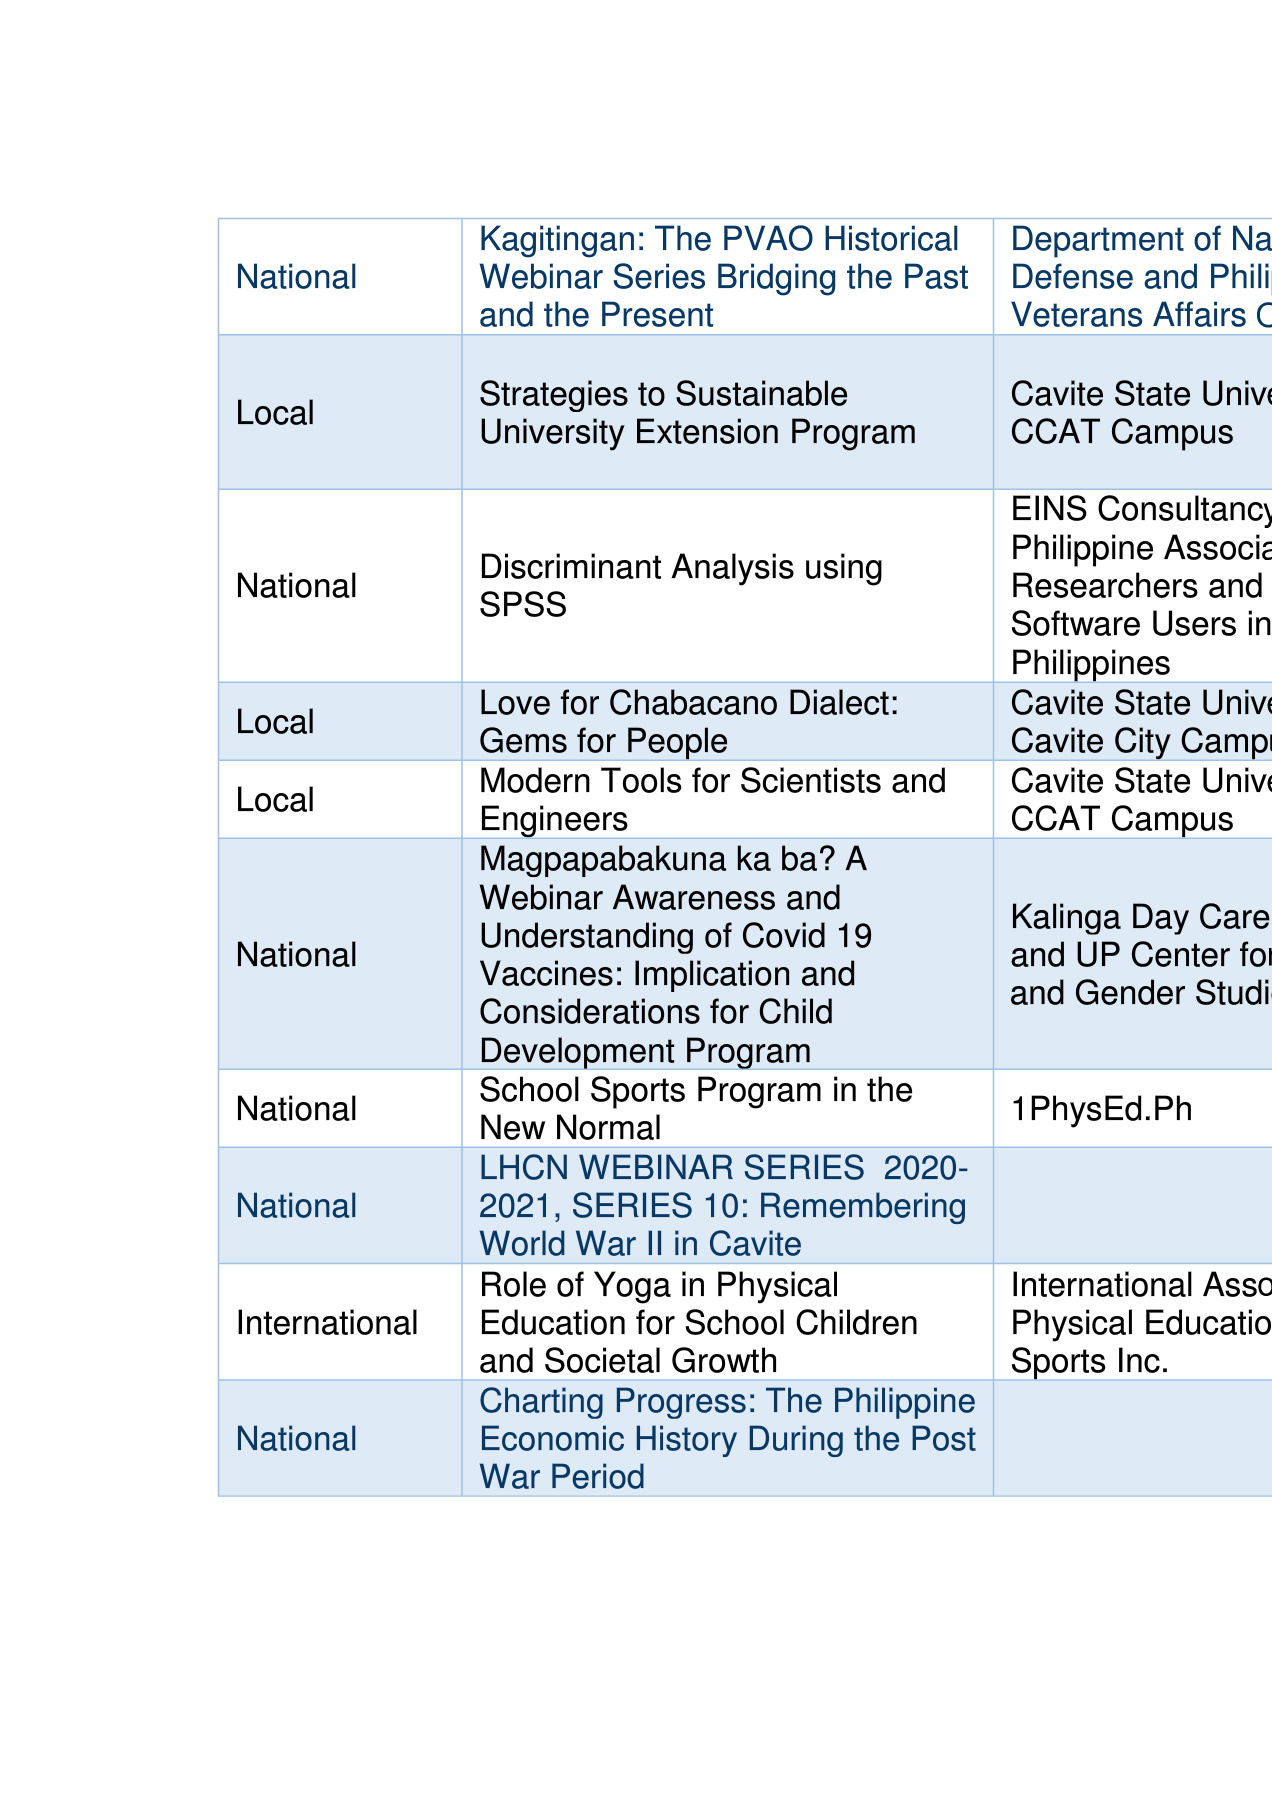 National
Kagitingan: The PVAO Historical
Webinar Series Bridging the Past
and the Present
Department of Na
Defense and Phili
Veterans Affairs
Local
Strategies to Sustainable
University Extension Program
Cavite State Unive
CCAT Campus
National
Discriminant Analysis using
SPSS
EINS Consultancy
Philippine Associa
Researchers and
Software Users in
Philippines
Local
Love for Chabacano Dialect:
Gems for People
Cavite State Unive
Cavite City Camp
Local
Modern Tools for Scientists and
Engineers
Cavite State Unive
CCAT Campus
National
Magpapabakuna ka ba? A
Webinar Awareness and
Understanding of Covid 19
Vaccines: Implication and
Considerations for Child
Development Program
Kalinga Day Care
and UP Center for
and Gender Studi
National
School Sports Program in the
New Normal
1PhysEd.Ph
National
LHCN WEBINAR SERIES  2020-
2021, SERIES 10: Remembering
World War II in Cavite
International
Role of Yoga in Physical
Education for School Children
and Societal Growth
International Asso
Physical Educatio
Sports Inc.
National
Charting Progress: The Philippine
Economic History During the Post
War Period